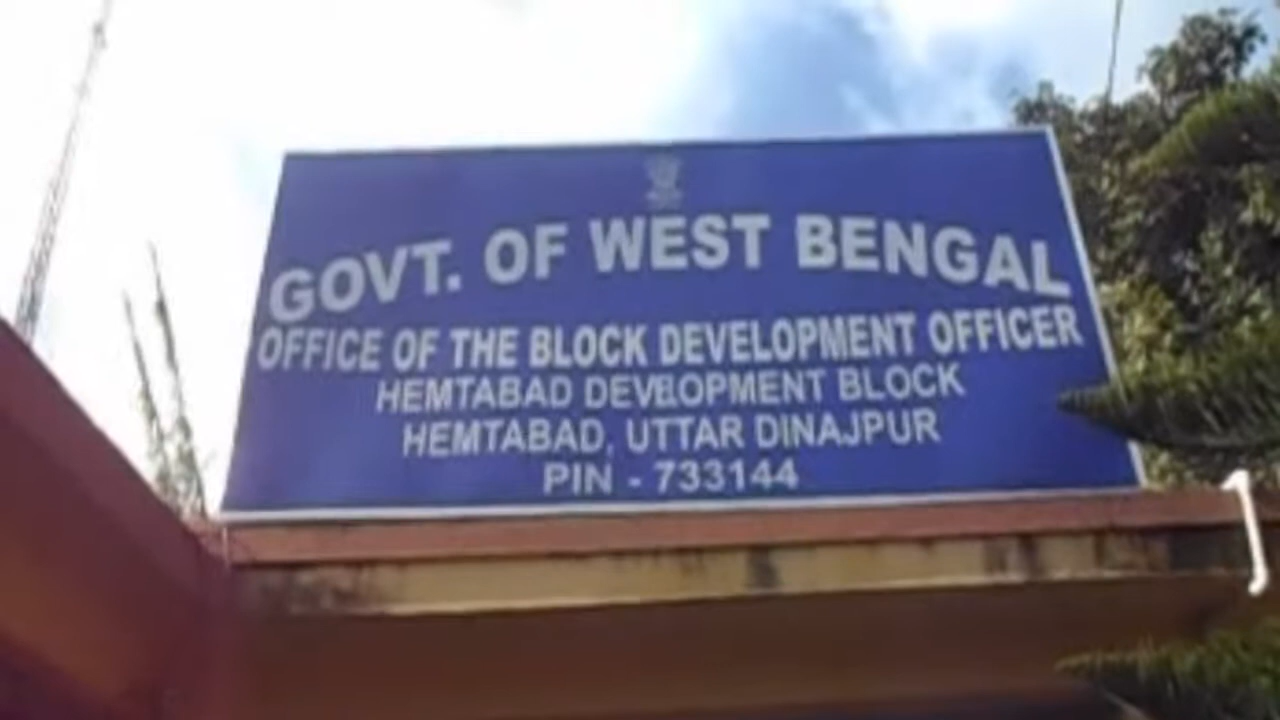 GOVT. OF WEST BENGAL
OFFICE OF THE BLOCK DEVELOPMENT OFFICER
HEMTABAD DEVELOPMENT BLOCK
HEMTABAD, UTTAR DINAJPUR
PIN - 733144